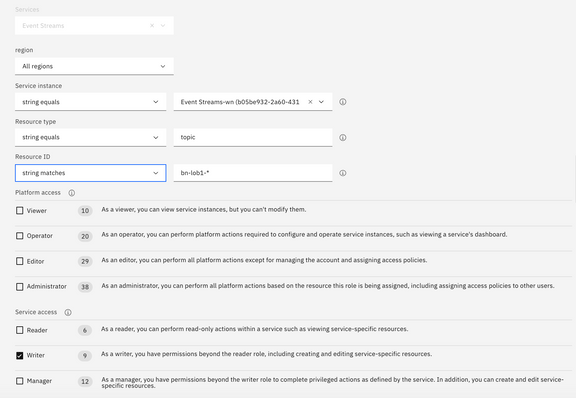 Services
Event Streams
region
All regions
Service instance
string equals
Event Streams-wn (b05be932-2a60-431
Resource type
string equals
topic
Resource ID
string matches
bn-lob1-*
Platform access
Viewer 10 As a viewer, you can view service instances, but you can't modify them.
Operator 20 As an operator, you can perform platform actions required to configure and operate service instances, such as viewing a service's dashboard.
Editor 29 As an editor, you can perform all platform actions except for managing the account and assigning access policies.
Administrator 38 As an administrator, you can perform all platform actions based on the resource this role is being assigned, including assigning access policies to other users.
Service access
Reader 6 As a reader, you can perform read-only actions within a service such as viewing service-specific resources.
Writer 9 As a writer, you have permissions beyond the reader role, including creating and editing service-specific resources.
Manager 12 As a manager, you have permissions beyond the writer role to complete privileged actions as defined by the service. In addition, you can create and edit service-
specific resources.